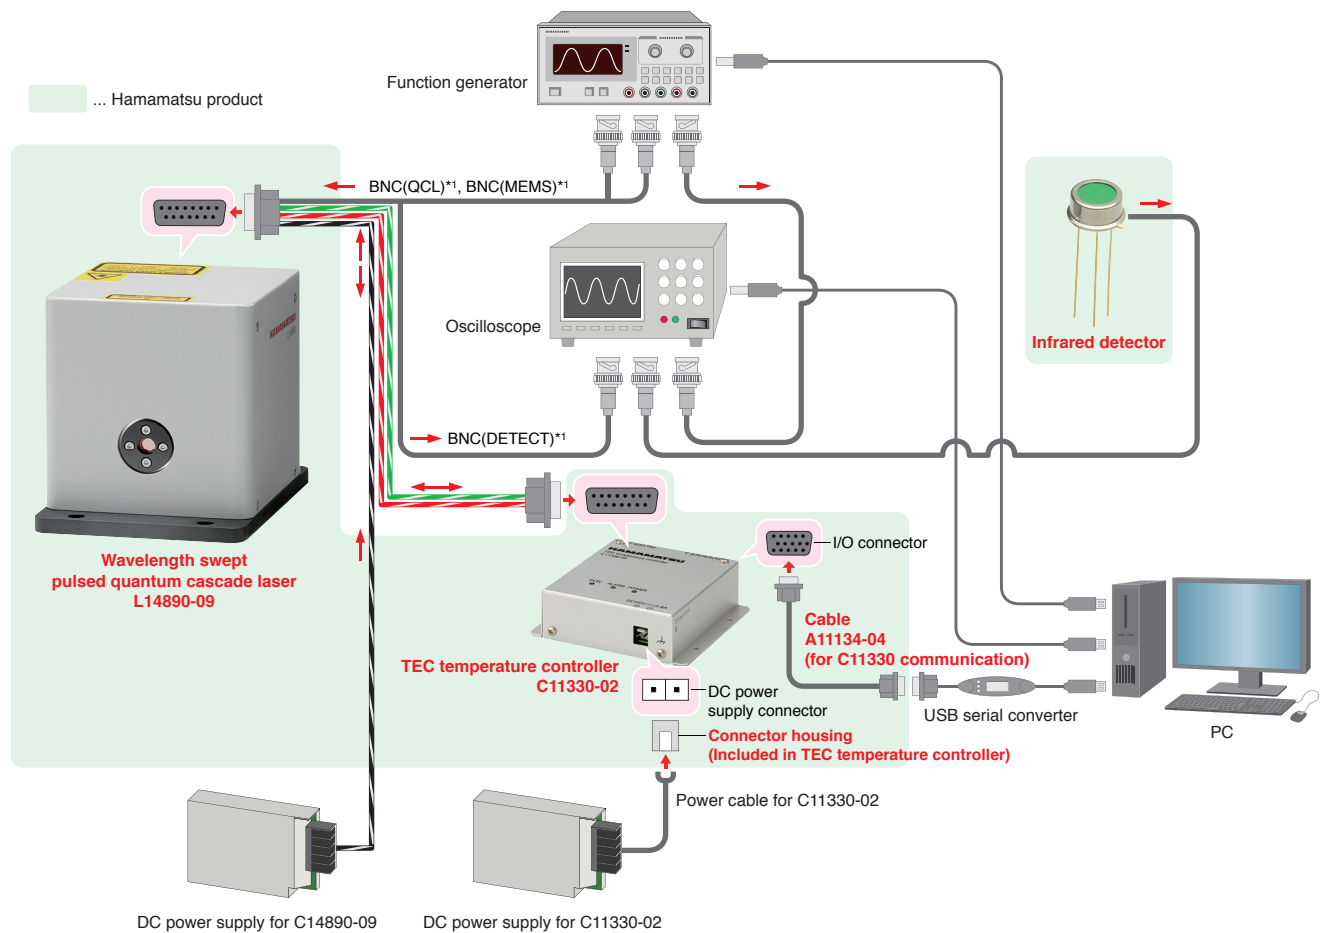 Function generator
... Hamamatsu product
BNC(QCL)*1, BNC(MEMS)*1
Oscilloscope
Infrared detector
HAMAMATSU
BNC(DETECT)*1
I/O connector
HAMAMATSU
Wavelength swept
pulsed quantum cascade laser
L14890-09
Cable
A11134-04
(for C11330 communication)
TEC temperature controller
C11330-02
DC power
supply connector
USB serial converter
PC
Connector housing
(Included in TEC temperature controller)
Power cable for C11330-02
DC power supply for C14890-09
DC power supply for C11330-02